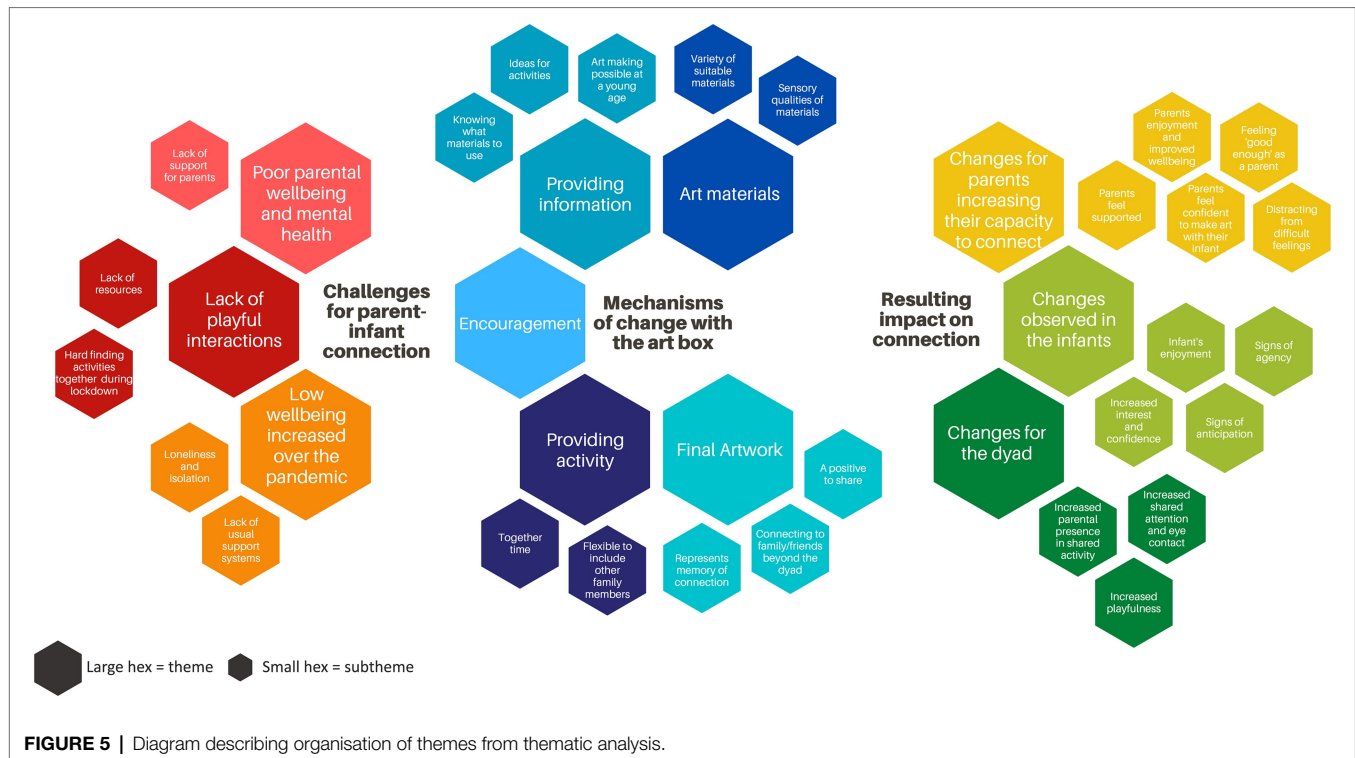 Lack of
support
for parents
Poor parental
wellbeing
and mental
health
Lack of
resources
Lack of
playful
interactions
Hard finding
activities
together during
lockdown
Low
wellbeing
increased
over the
pandemic
Loneliness
and
isolation
Lack of
usual
support
systems
Challenges
for parent-
infant
connection
Ideas for
activities
Art making
possible at
a young
age
Knowing
what
materials to
use
Providing
information
Variety of
suitable
materials
Sensory
qualities of
materials
Art materials
Encouragement
Mechanisms
of change with
the art box
Providing
activity
Together
time
Flexible to
include
other
family
members
Final Artwork
A positive
to share
Connecting to
family/friends
beyond the
dyad
Represents
memory of
connection
Resulting
impact on
connection
Changes for
parents
increasing
their capacity
to connect
Parents
enjoyment
and
improved
wellbeing
Feeling
'good
enough' as
a parent
Parents
feel
supported
Parents
feel
confident
to make art
with their
infant
Distracting
from
difficult
feelings
Changes
observed in
the infants
Infant's
enjoyment
Signs of
agency
Increased
interest
and
confidence
Signs of
anticipation
Changes for
the dyad
Increased
parental
presence
in shared
activity
Increased
shared
attention
and eye
contact
Increased
playfulness
Large hex = theme
Small hex = subtheme
FIGURE 5 | Diagram describing organisation of themes from thematic analysis.